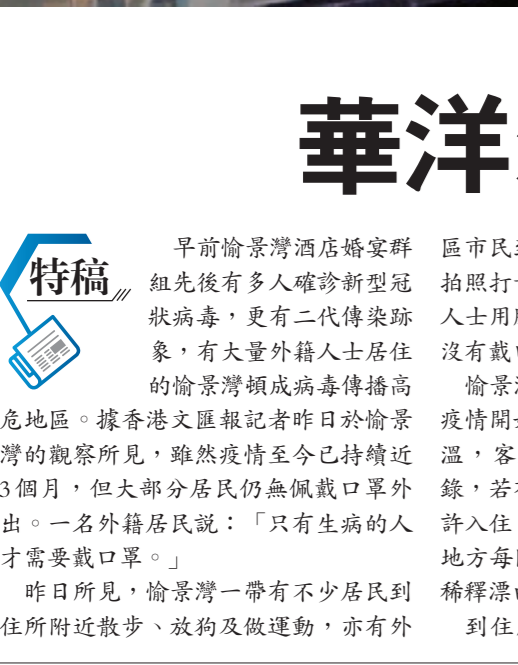 華洋
特稿
早前愉景灣酒店婚宴群
組先後有多人確診新型冠
狀病毒，更有二代傳染跡
象，有大量外籍人士居住
的愉景灣頓成病毒傳播高
危地區。據香港文匯報記者昨日於愉景
灣的觀察所見，雖然疫情至今已持續近
3個月，但大部分居民仍無佩戴口罩外
出。一名外籍居民說：「只有生病的人
才需要戴口罩。」
昨日所見，愉景灣一帶有不少居民到
住所附近散步、放狗及做運動，亦有外
區市民
拍照打
人士用
沒有戴
愉景
疫情開
溫，客
錄，若
許入住
地方每
稀釋漂
到住